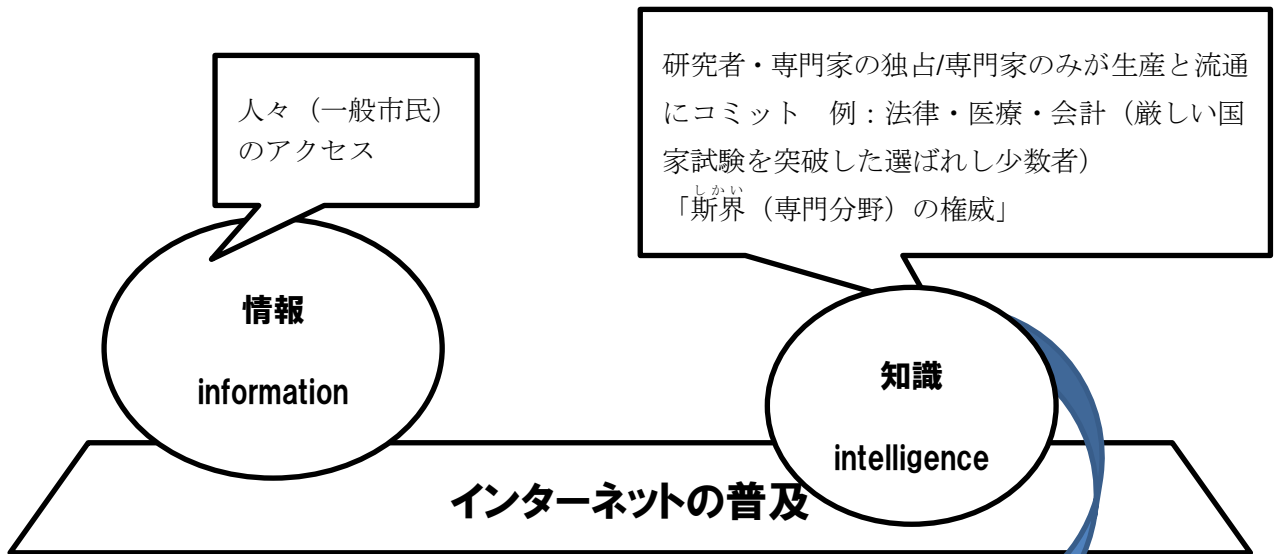 人々（一般市民）
のアクセス
研究者・専門家の独占/専門家のみが生産と流通
にコミット　例：法律・医療・会計（厳しい国
家試験を突破した選ばれし少数者）
しかい
「斯界（専門分野）の権威」
情報
information
知識
intelligence
インターネットの普及